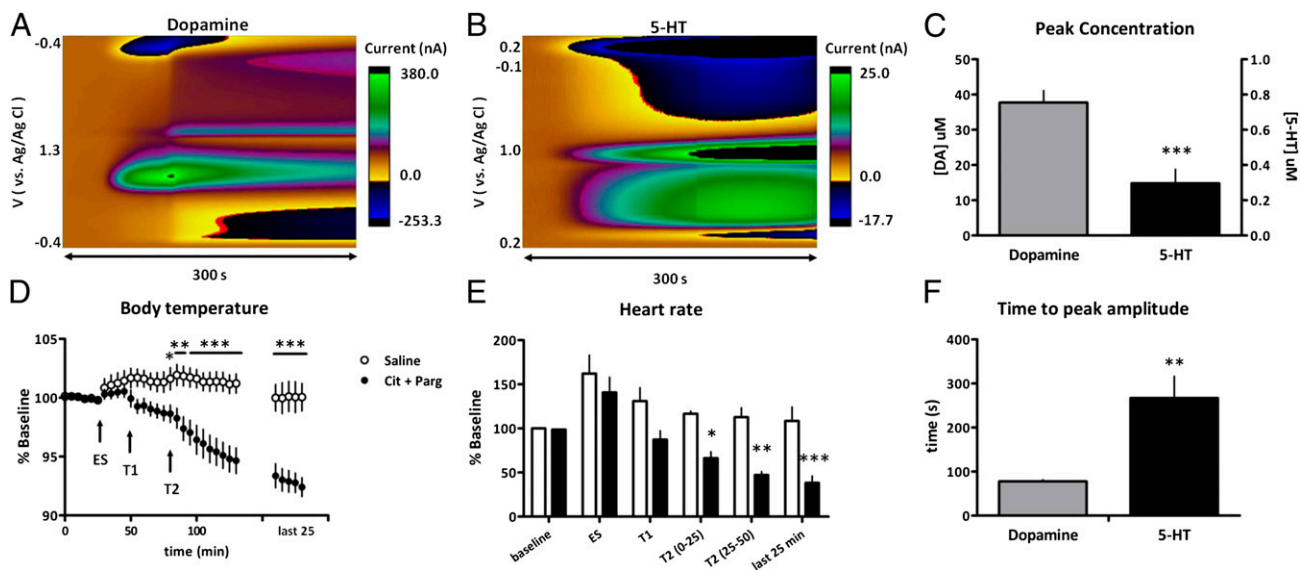 A
Dopamine
-0.4
1.3
-0.4
V ( vs. Ag/Ag Cl )
Current (nA)
380.0
0.0
-253.3
300 s
B
5-HT
0.2
-0.1
1.0
0.2
V ( vs. Ag/Ag Cl )
Current (nA)
25.0
0.0
-17.7
300 s
C
Peak Concentration
50
40
30
20
10
0
[DA] uM
1.0
0.8
0.6
0.4
0.2
0.0
[5-HT] uM
***
Dopamine
5-HT
D
Body temperature
105
100
95
90
% Baseline
* ** *** ***
ES
T1
T2
0 50 100 last 25
time (min)
Saline
Cit + Parg
E
Heart rate
200
150
100
50
0
% Baseline
* ** ***
baseline
ES
T1
T2 (0-25)
T2 (25-50)
last 25 min
F
Time to peak amplitude
400
300
200
100
0
time (s)
**
Dopamine
5-HT